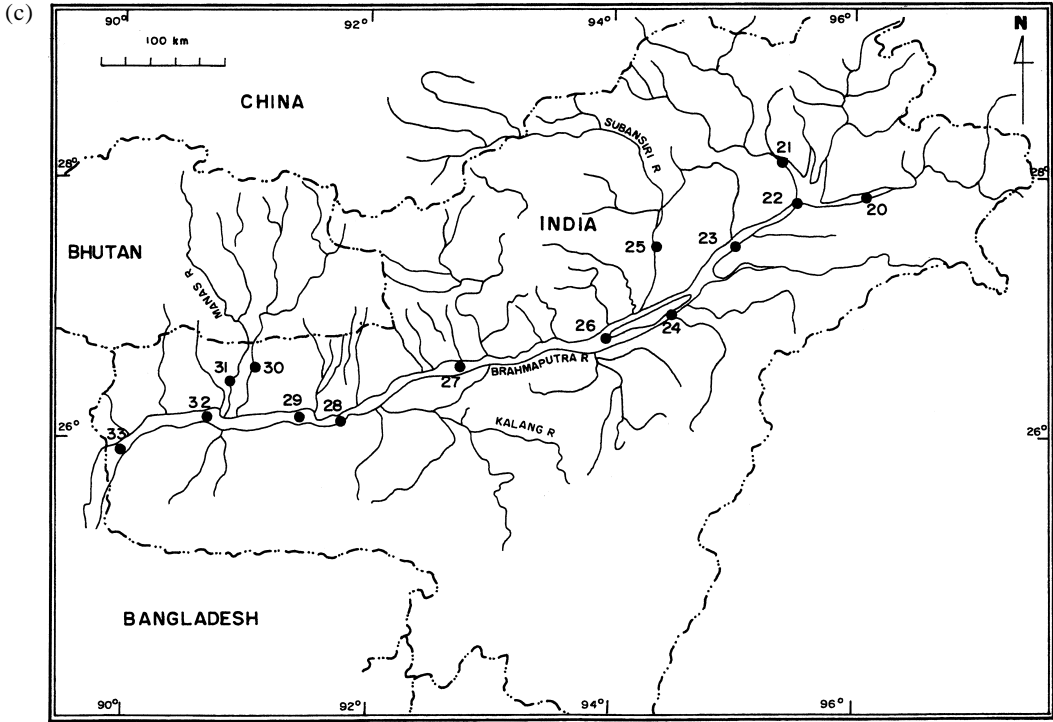 (c)
90°
92°
94°
96°
100 km
N
CHINA
SUBANSIRI R
28°
28°
21
22
20
INDIA
BHUTAN
25
23
MANAS R
26
24
31
30
27
BRAHMAPUTRA R
32
29
28
KALANG R
33
26°
26°
BANGLADESH
90°
92°
94°
96°